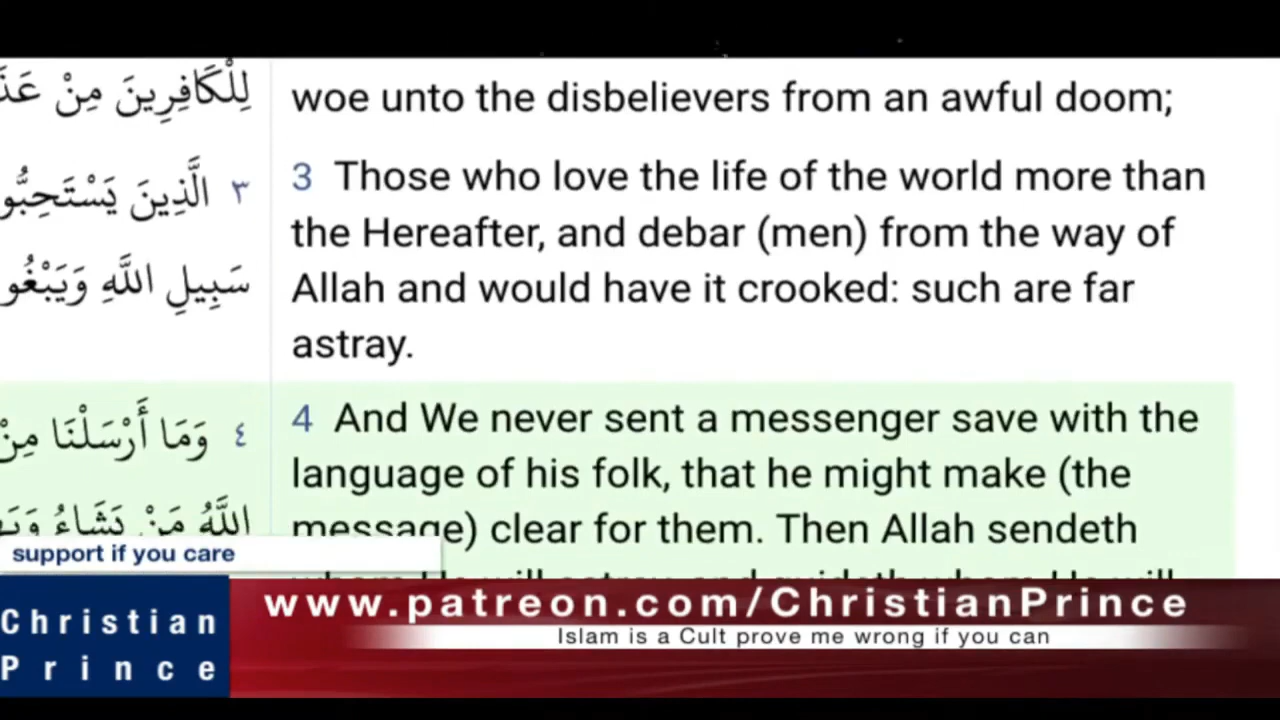 لِلْكَافِرِينَ مِنْ
woe unto the disbelievers from an awful doom;
٣ الَّذِينَ
3 Those who love the life of the world more than
the Hereafter, and debar (men) from the way of
سَبِيلِ اللَّهِ
Allah and would have it crooked: such are far
astray.
٤ وَمَا أَرْسَلْنَا مِنْ
4 And We never sent a messenger save with the
language of his folk, that he might make (the
اللَّهُ مَنْ يَشَاءُ
message) clear for them. Then Allah sendeth
support if you care
Christian
Prince
www.patreon.com/ChristianPrince
Islam is a Cult prove me wrong if you can